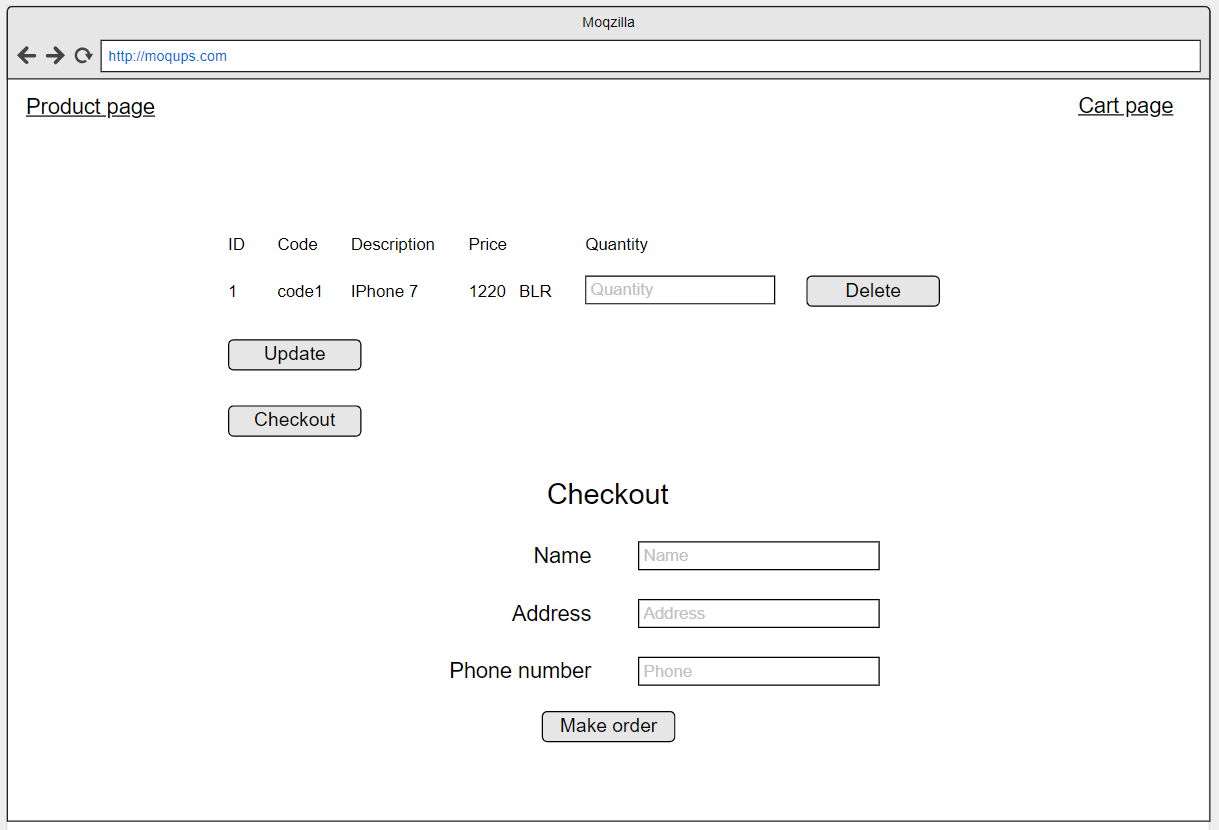 Moqzilla
http://moqups.com
Product page Cart page
ID Code Description Price Quantity
1 code1 IPhone 7 1220 BLR Quantity Delete
Update
Checkout
Checkout
Name Name
Address Address
Phone number Phone
Make order